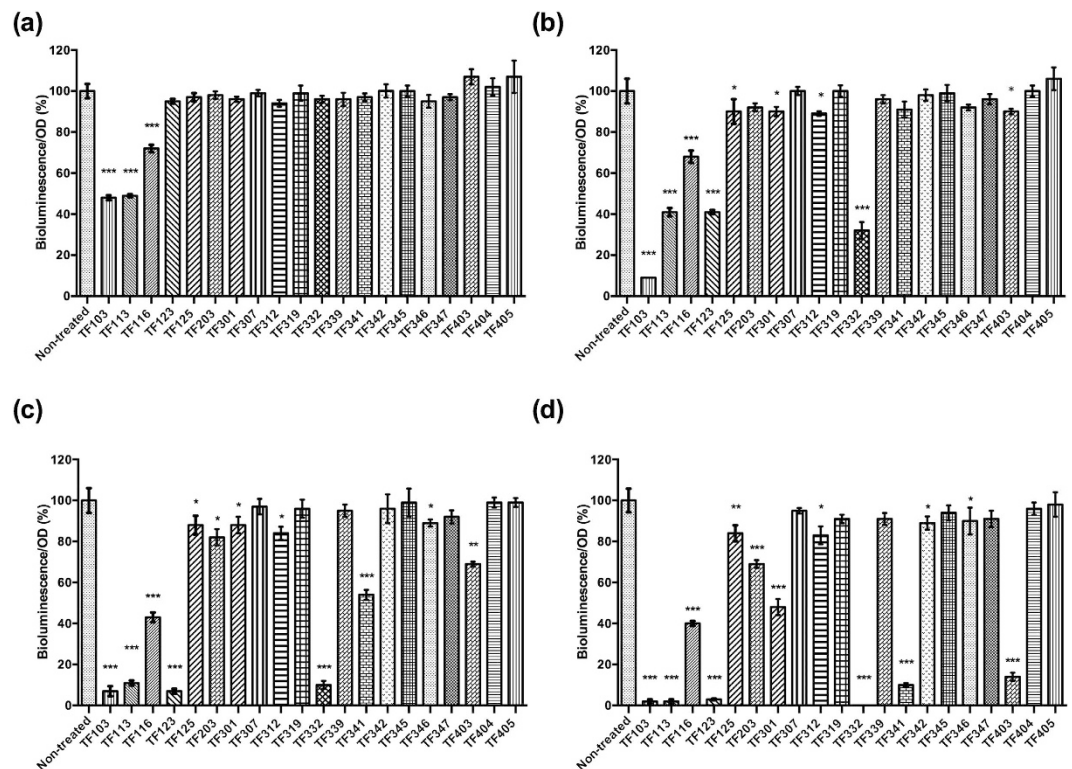 (a)
Bioluminescence/OD (%)
120
100
80
60
40
20
0
*** *** ***
Non-treated
TF103
TF113
TF116
TF123
TF125
TF203
TF301
TF307
TF312
TF319
TF332
TF339
TF341
TF342
TF345
TF346
TF347
TF403
TF404
TF405
(b)
Bioluminescence/OD (%)
120
100
80
60
40
20
0
*** *** *** *** * * * *** *
Non-treated
TF103
TF113
TF116
TF123
TF125
TF203
TF301
TF307
TF312
TF319
TF332
TF339
TF341
TF342
TF345
TF346
TF347
TF403
TF404
TF405
(c)
Bioluminescence/OD (%)
120
100
80
60
40
20
0
*** *** *** *** * * * * *** *** * **
Non-treated
TF103
TF113
TF116
TF123
TF125
TF203
TF301
TF307
TF312
TF319
TF332
TF339
TF341
TF342
TF345
TF346
TF347
TF403
TF404
TF405
(d)
Bioluminescence/OD (%)
120
100
80
60
40
20
0
*** *** *** *** ** *** *** * *** *** * * ***
Non-treated
TF103
TF113
TF116
TF123
TF125
TF203
TF301
TF307
TF312
TF319
TF332
TF339
TF341
TF342
TF345
TF346
TF347
TF403
TF404
TF405